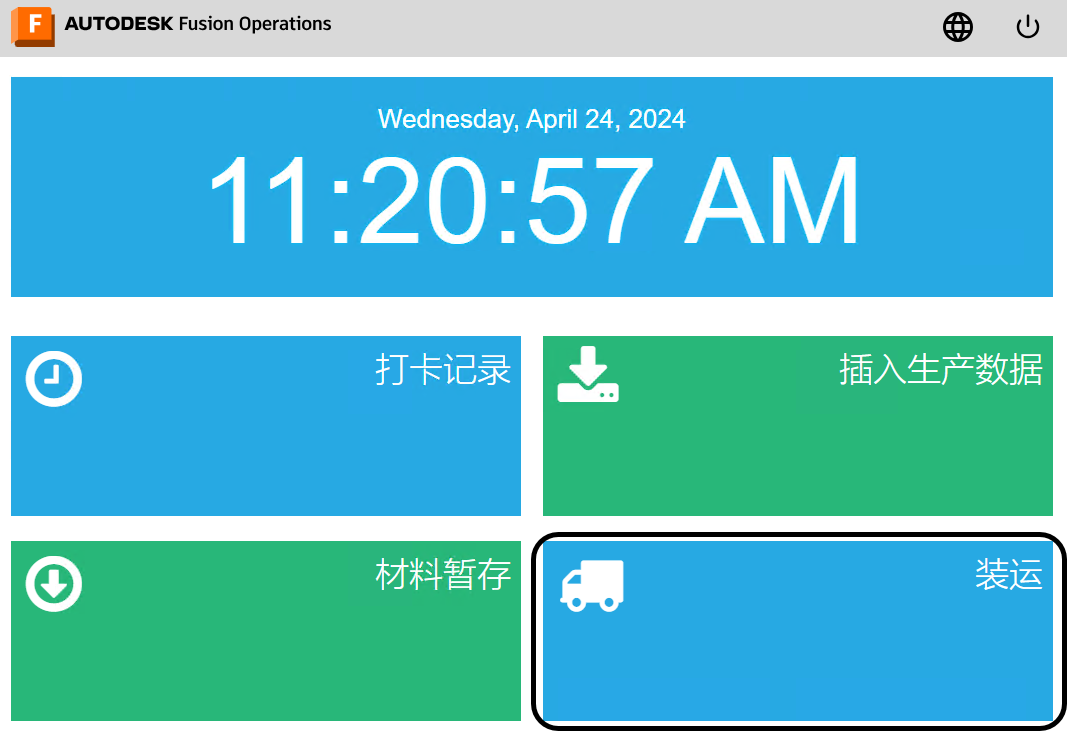 F AUTODESK Fusion Operations
Wednesday, April 24, 2024
11:20:57 AM
打卡记录
插入生产数据
材料暂存
装运